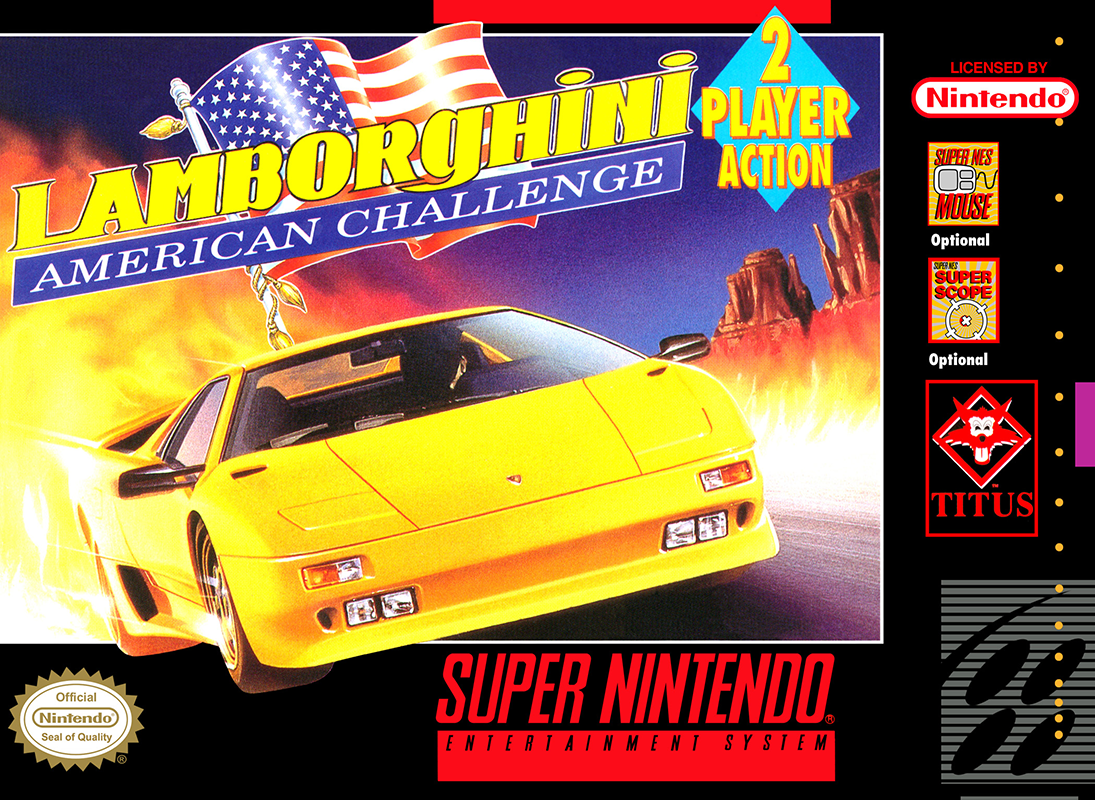 LAMBORGHINI
AMERICAN CHALLENGE
2
PLAYER
ACTION
LICENSED BY
Nintendo®
SUPER NES
MOUSE
Optional
SUPER NES
SUPER
SCOPE
Optional
TITUS™
Official
Nintendo
Seal of Quality
®
SUPER NINTENDO®
ENTERTAINMENT SYSTEM